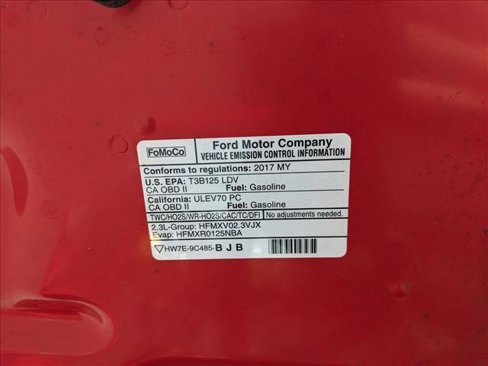 FoMoCo
Ford Motor Company
VEHICLE EMISSION CONTROL INFORMATION
Conforms to regulations: 2017 MY
U.S. EPA: T3B125 LDV
CA OBD II Fuel: Gasoline
California: ULEV70 PC
CA OBD II Fuel: Gasoline
TWC/HO2S/WR-HO2S/CAC/TC/DFI No adjustments needed.
2.3L-Group: HFMXV02.3VJX
Evap: HFMXR0125NBA
HW7E-9C485-BJB